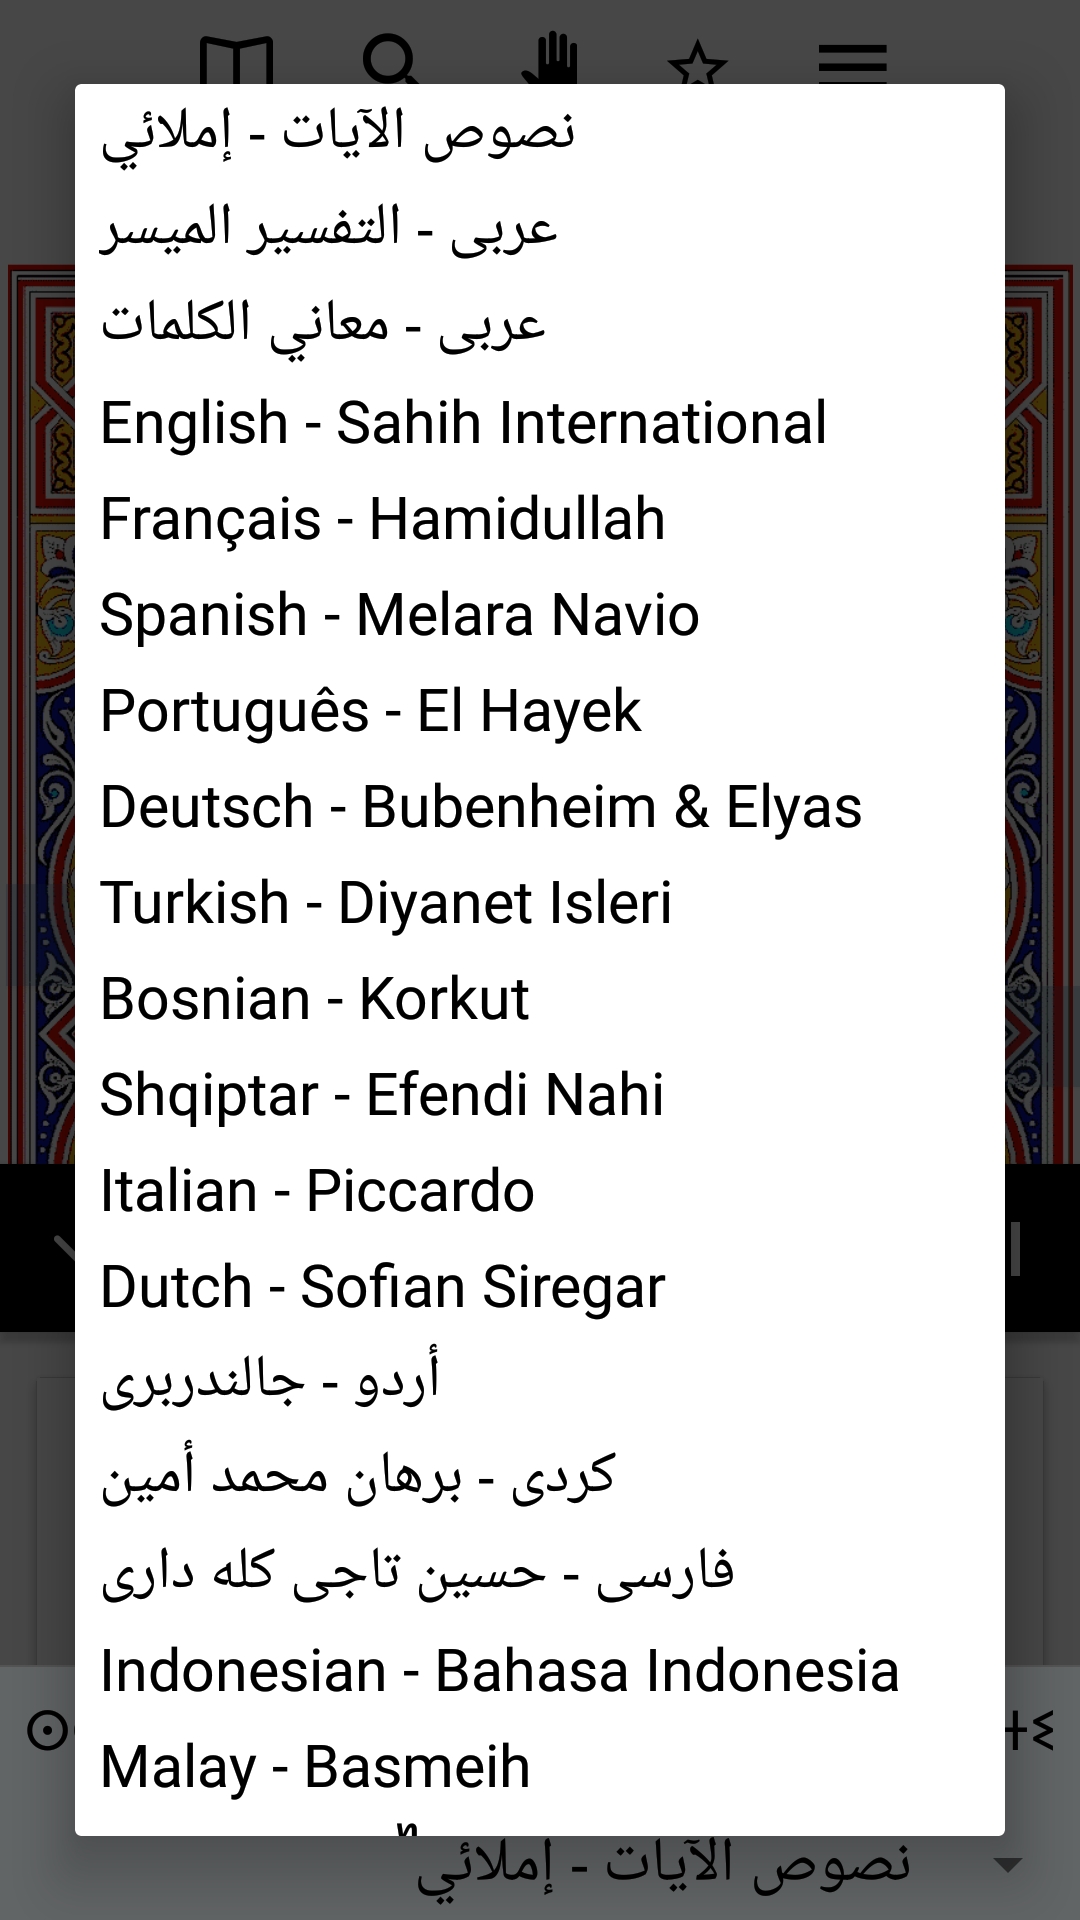 نصوص الآيات - إملائي
عربى - التفسير الميسر
عربى - معاني الكلمات
English - Sahih International
Français - Hamidullah
Spanish - Melara Navio
Português - El Hayek
Deutsch - Bubenheim & Elyas
Turkish - Diyanet Isleri
Bosnian - Korkut
Shqiptar - Efendi Nahi
Italian - Piccardo
Dutch - Sofian Siregar
أردو - جالندربرى
كردى - برهان محمد أمين
فارسى - حسين تاجى كله دارى
Indonesian - Bahasa Indonesia
Malay - Basmeih
نصوص الآيات - إملائي